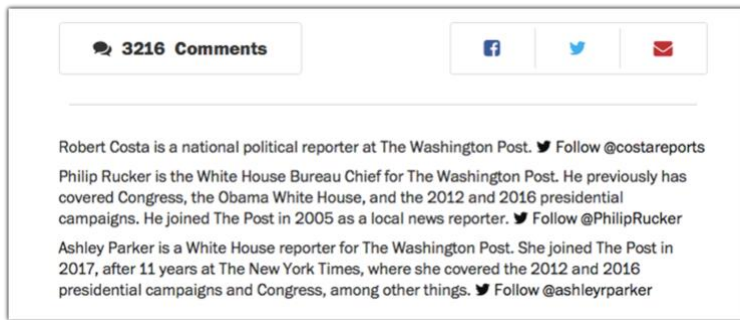 3216 Comments
Robert Costa is a national political reporter at The Washington Post. Follow @costareports
Philip Rucker is the White House Bureau Chief for The Washington Post. He previously has
covered Congress, the Obama White House, and the 2012 and 2016 presidential
campaigns. He joined The Post in 2005 as a local news reporter. Follow @PhilipRucker
Ashley Parker is a White House reporter for The Washington Post. She joined The Post in
2017, after 11 years at The New York Times, where she covered the 2012 and 2016
presidential campaigns and Congress, among other things. Follow @ashleyrparker